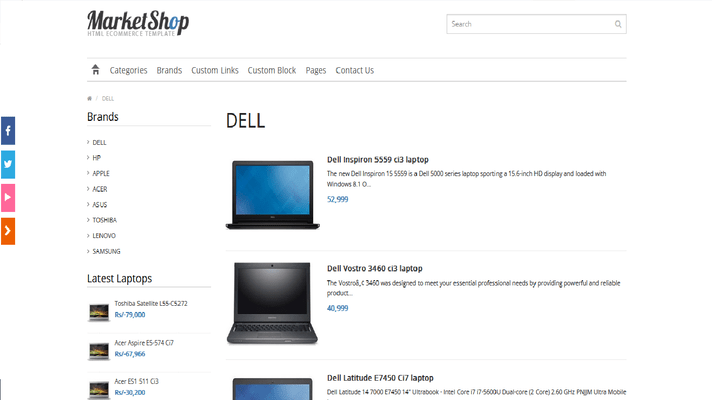 MarketShop
HTML ECOMMERCE TEMPLATE
Search
Categories Brands Custom Links Custom Block Pages Contact Us
/ DELL
Brands
DELL
HP
APPLE
ACER
ASUS
TOSHIBA
LENOVO
SAMSUNG
Latest Laptops
Toshiba Satellite L55-C5272
Rs/-79,000
Acer Aspire E5-574 Ci7
Rs/-67,966
Acer ES1 511 Ci3
Rs/-30,200
DELL
Dell Inspiron 5559 ci3 laptop
The new Dell Inspiron 15 5559 is a Dell 5000 series laptop sporting a 15.6-inch HD display and loaded with
Windows 8.1 O...
52,999
Dell Vostro 3460 ci3 laptop
The Vostroâ„¢ 3460 was designed to meet your essential professional needs by providing powerful and reliable
product...
40,999
Dell Latitude E7450 Ci7 laptop
Dell Latitude 14 7000 E7450 14" Ultrabook - Intel Core i7 i7-5600U Dual-core (2 Core) 2.60 GHz PNJJM Ultra Mobile